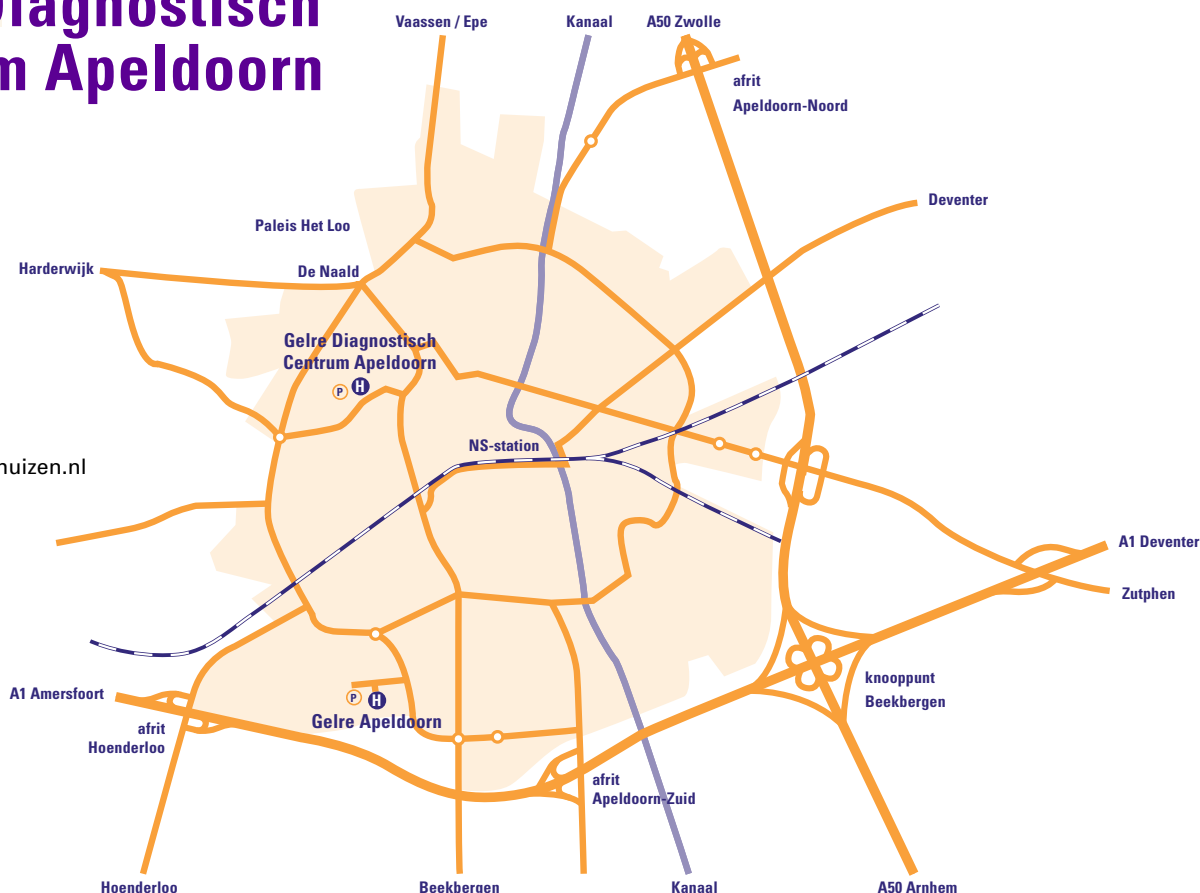 Diagnostisch
m Apeldoorn
Vaassen / Epe
Kanaal
A50 Zwolle
afrit
Apeldoorn-Noord
Deventer
Paleis Het Loo
Harderwijk
De Naald
Gelre Diagnostisch
Centrum Apeldoorn
P H
NS-station
huizen.nl
A1 Deventer
Zutphen
A1 Amersfoort
knooppunt
Beekbergen
P H
Gelre Apeldoorn
afrit
Hoenderloo
afrit
Apeldoorn-Zuid
Hoenderloo
Beekbergen
Kanaal
A50 Arnhem